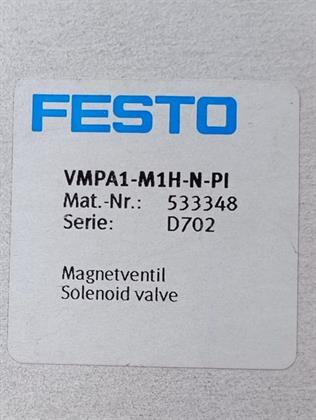 FESTO
VMPA1-M1H-N-PI
Mat.-Nr.: 533348
Serie: D702
Magnetventil
Solenoid valve